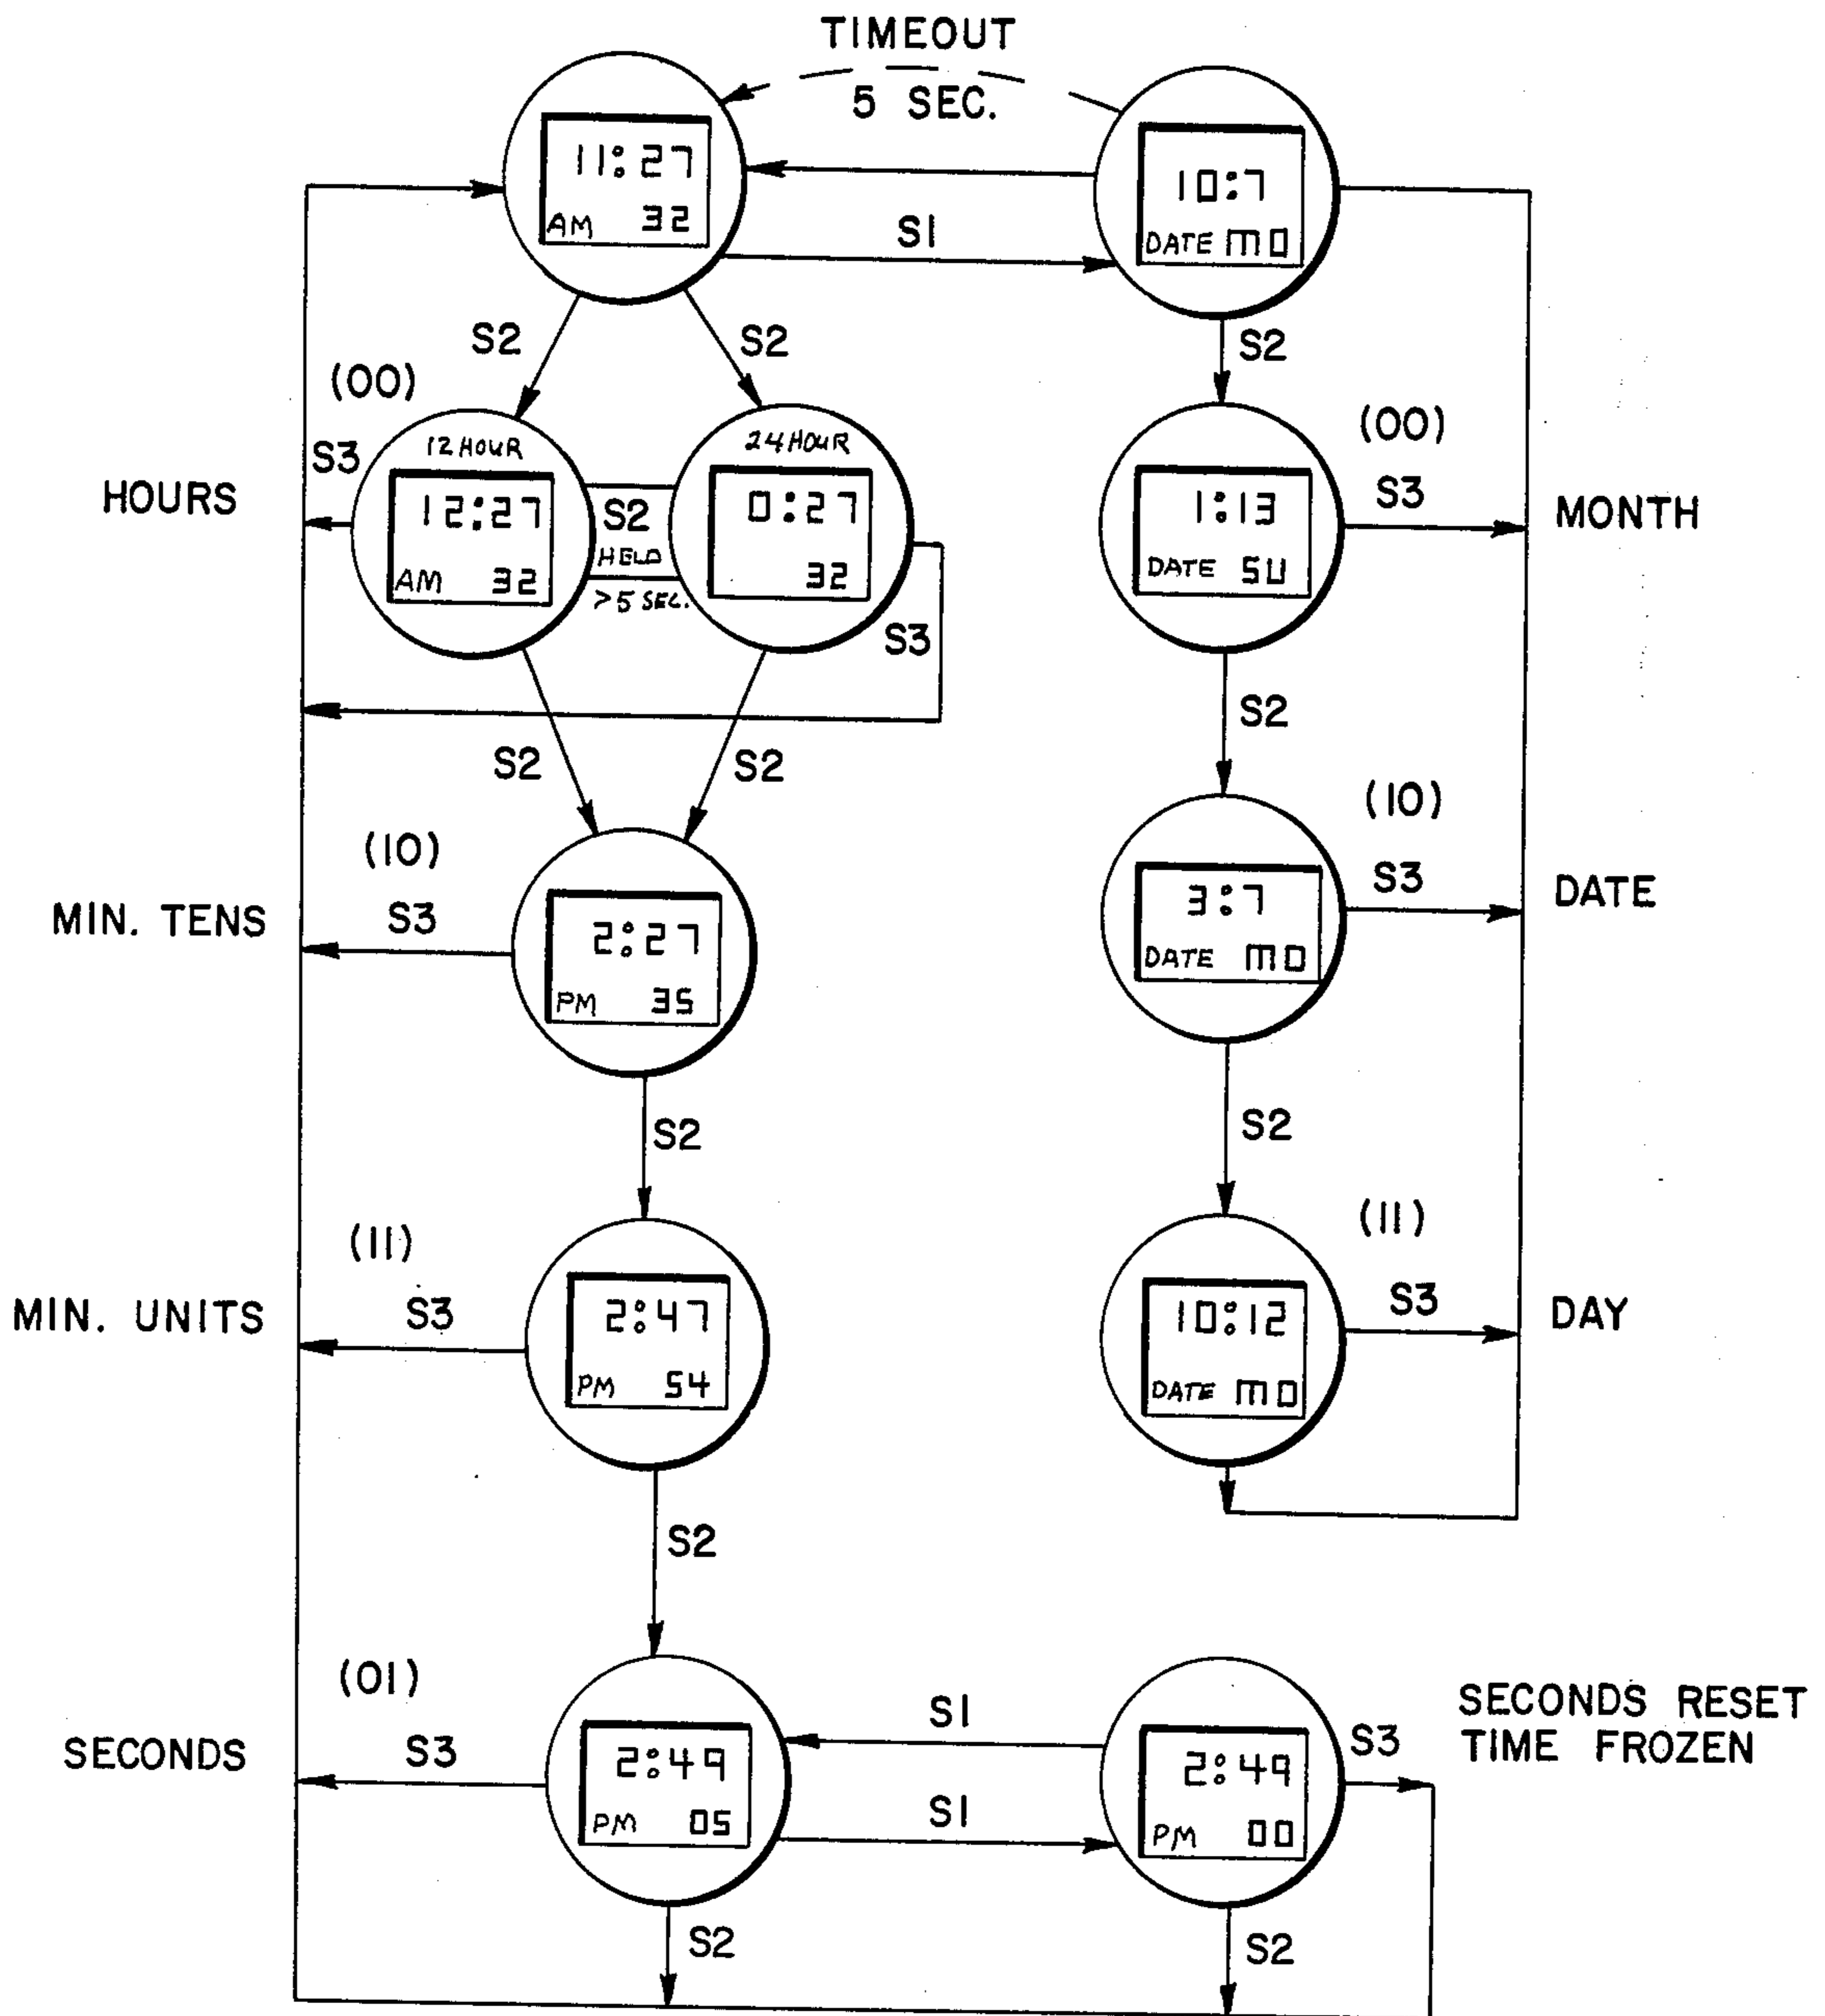 TIMEOUT
5 SEC.
11:27
AM 32
10:7
DATE MO
S1
S2
S2
S2
(00)
(00)
12 HOUR
24 HOUR
S3
S3
HOURS
12:27
AM 32
S2
HELD
>5 SEC.
0:27
32
1:13
DATE SU
MONTH
S3
S2
S2
S2
(10)
(10)
MIN. TENS
S3
2:27
PM 35
3:7
DATE MO
S3
DATE
S2
S2
(11)
(11)
MIN. UNITS
S3
2:47
PM 54
10:12
DATE MO
S3
DAY
S2
(01)
SECONDS
S3
2:49
PM 05
S1
S1
2:49
PM 00
S3
SECONDS RESET
TIME FROZEN
S2
S2